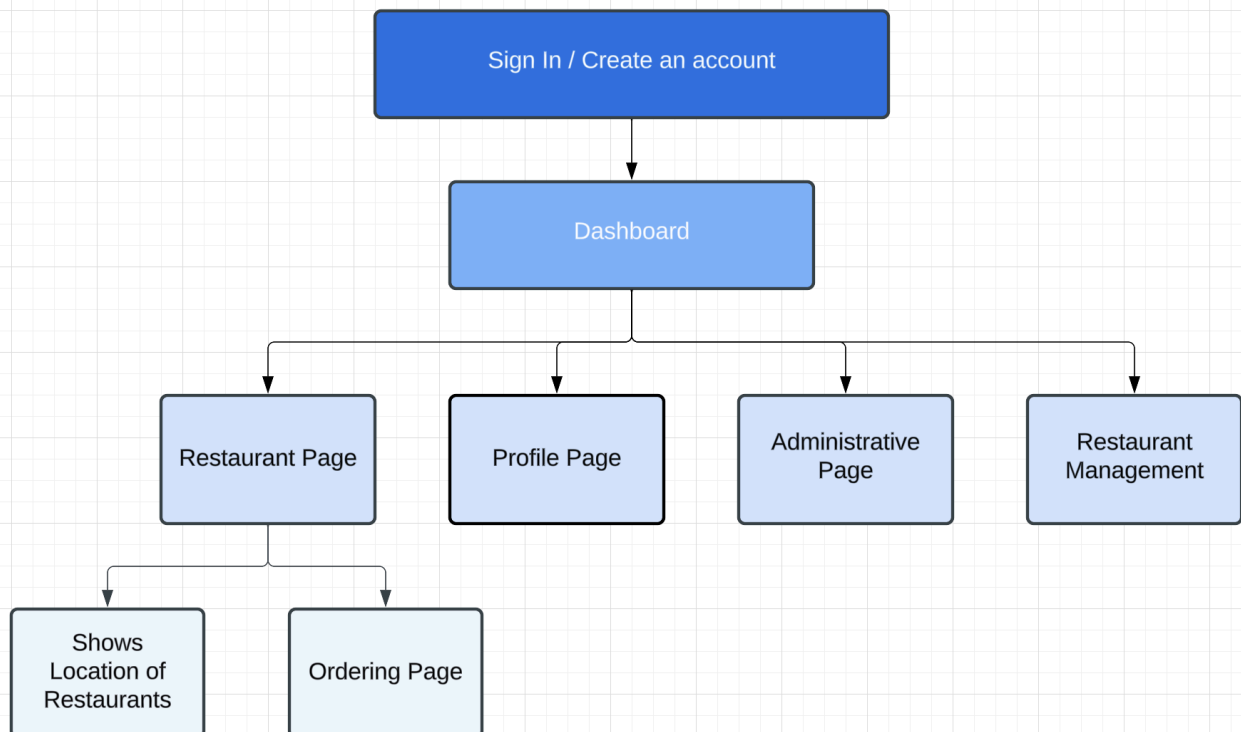 Sign In / Create an account
Dashboard
Restaurant Page
Profile Page
Administrative
Page
Restaurant
Management
Shows
Location of
Restaurants
Ordering Page